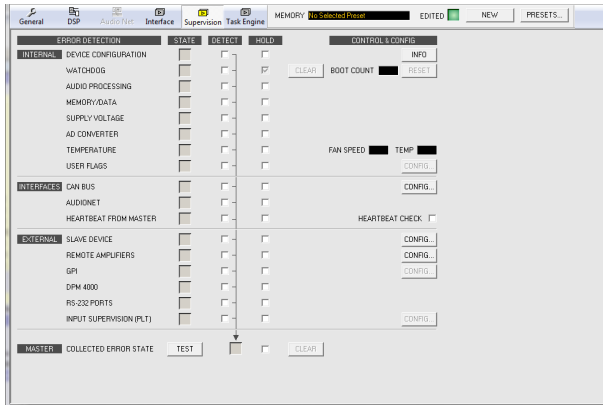 General DSP Audio Net Interface Supervision Task Engine MEMORY No Selected Preset EDITED NEW PRESETS...
ERROR DETECTION STATE DETECT HOLD CONTROL & CONFIG
INTERNAL DEVICE CONFIGURATION INFO
WATCHDOG CLEAR BOOT COUNT RESET
AUDIO PROCESSING
MEMORY/DATA
SUPPLY VOLTAGE
AD CONVERTER
TEMPERATURE FAN SPEED TEMP
USER FLAGS CONFIG...
INTERFACES CAN BUS CONFIG...
AUDIONET
HEARTBEAT FROM MASTER HEARTBEAT CHECK
EXTERNAL SLAVE DEVICE CONFIG...
REMOTE AMPLIFIERS CONFIG...
GPI CONFIG...
DPM 4000
RS-232 PORTS
INPUT SUPERVISION (PLT) CONFIG...
MASTER COLLECTED ERROR STATE TEST CLEAR